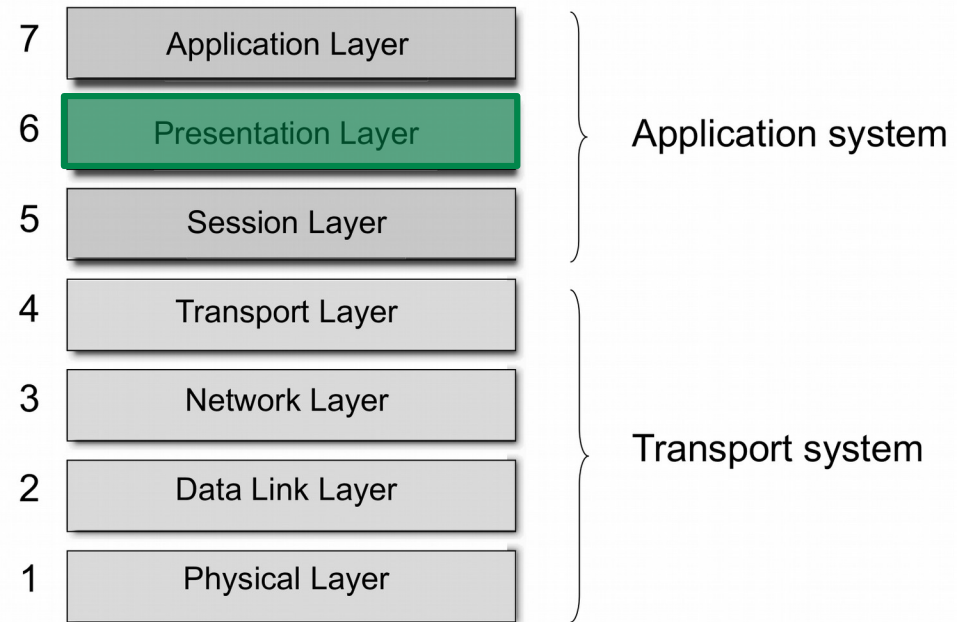 7 Application Layer
6 Presentation Layer
Application system
5 Session Layer
4 Transport Layer
3 Network Layer
Transport system
2 Data Link Layer
1 Physical Layer